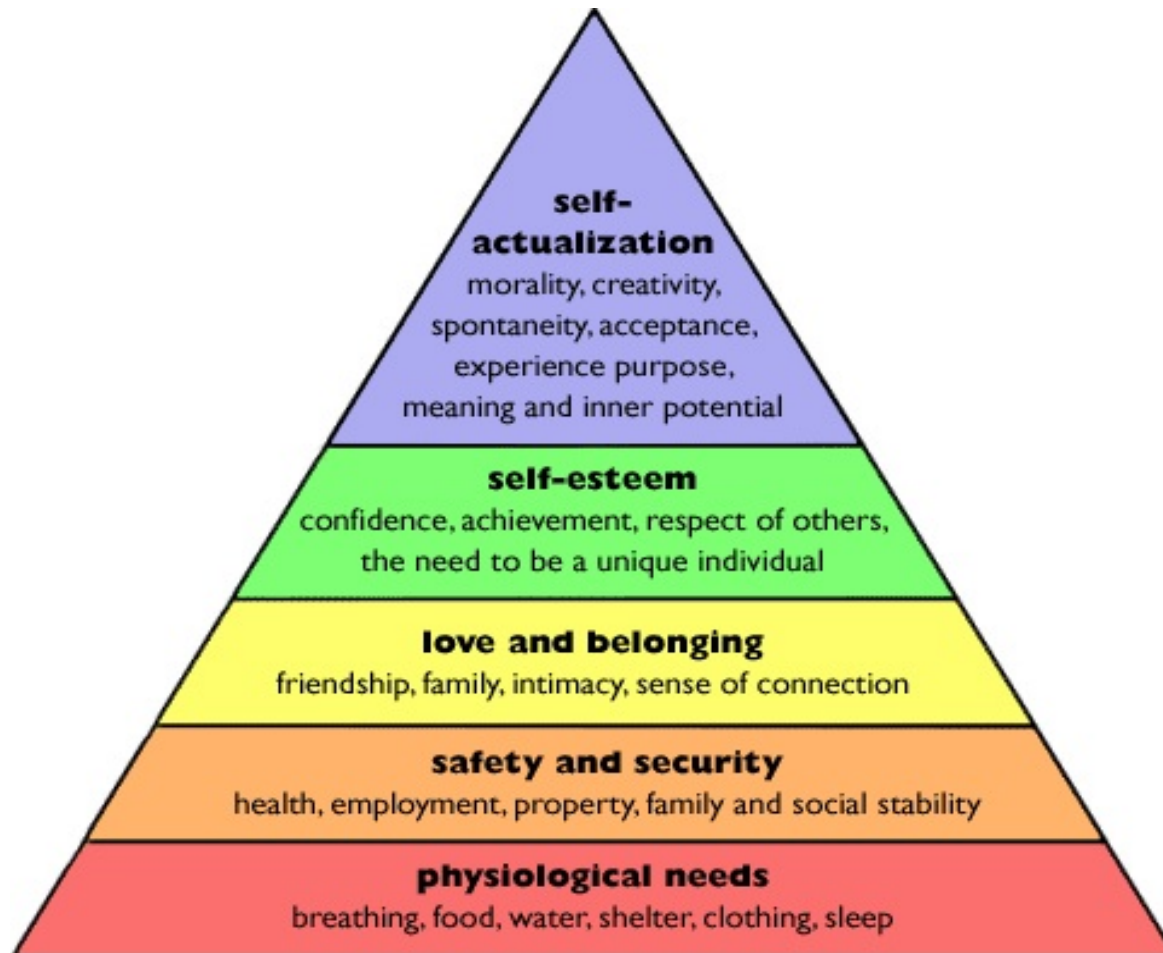 self-
actualization
morality, creativity,
spontaneity, acceptance,
experience purpose,
meaning and inner potential
self-esteem
confidence, achievement, respect of others,
the need to be a unique individual
love and belonging
friendship, family, intimacy, sense of connection
safety and security
health, employment, property, family and social stability
physiological needs
breathing, food, water, shelter, clothing, sleep